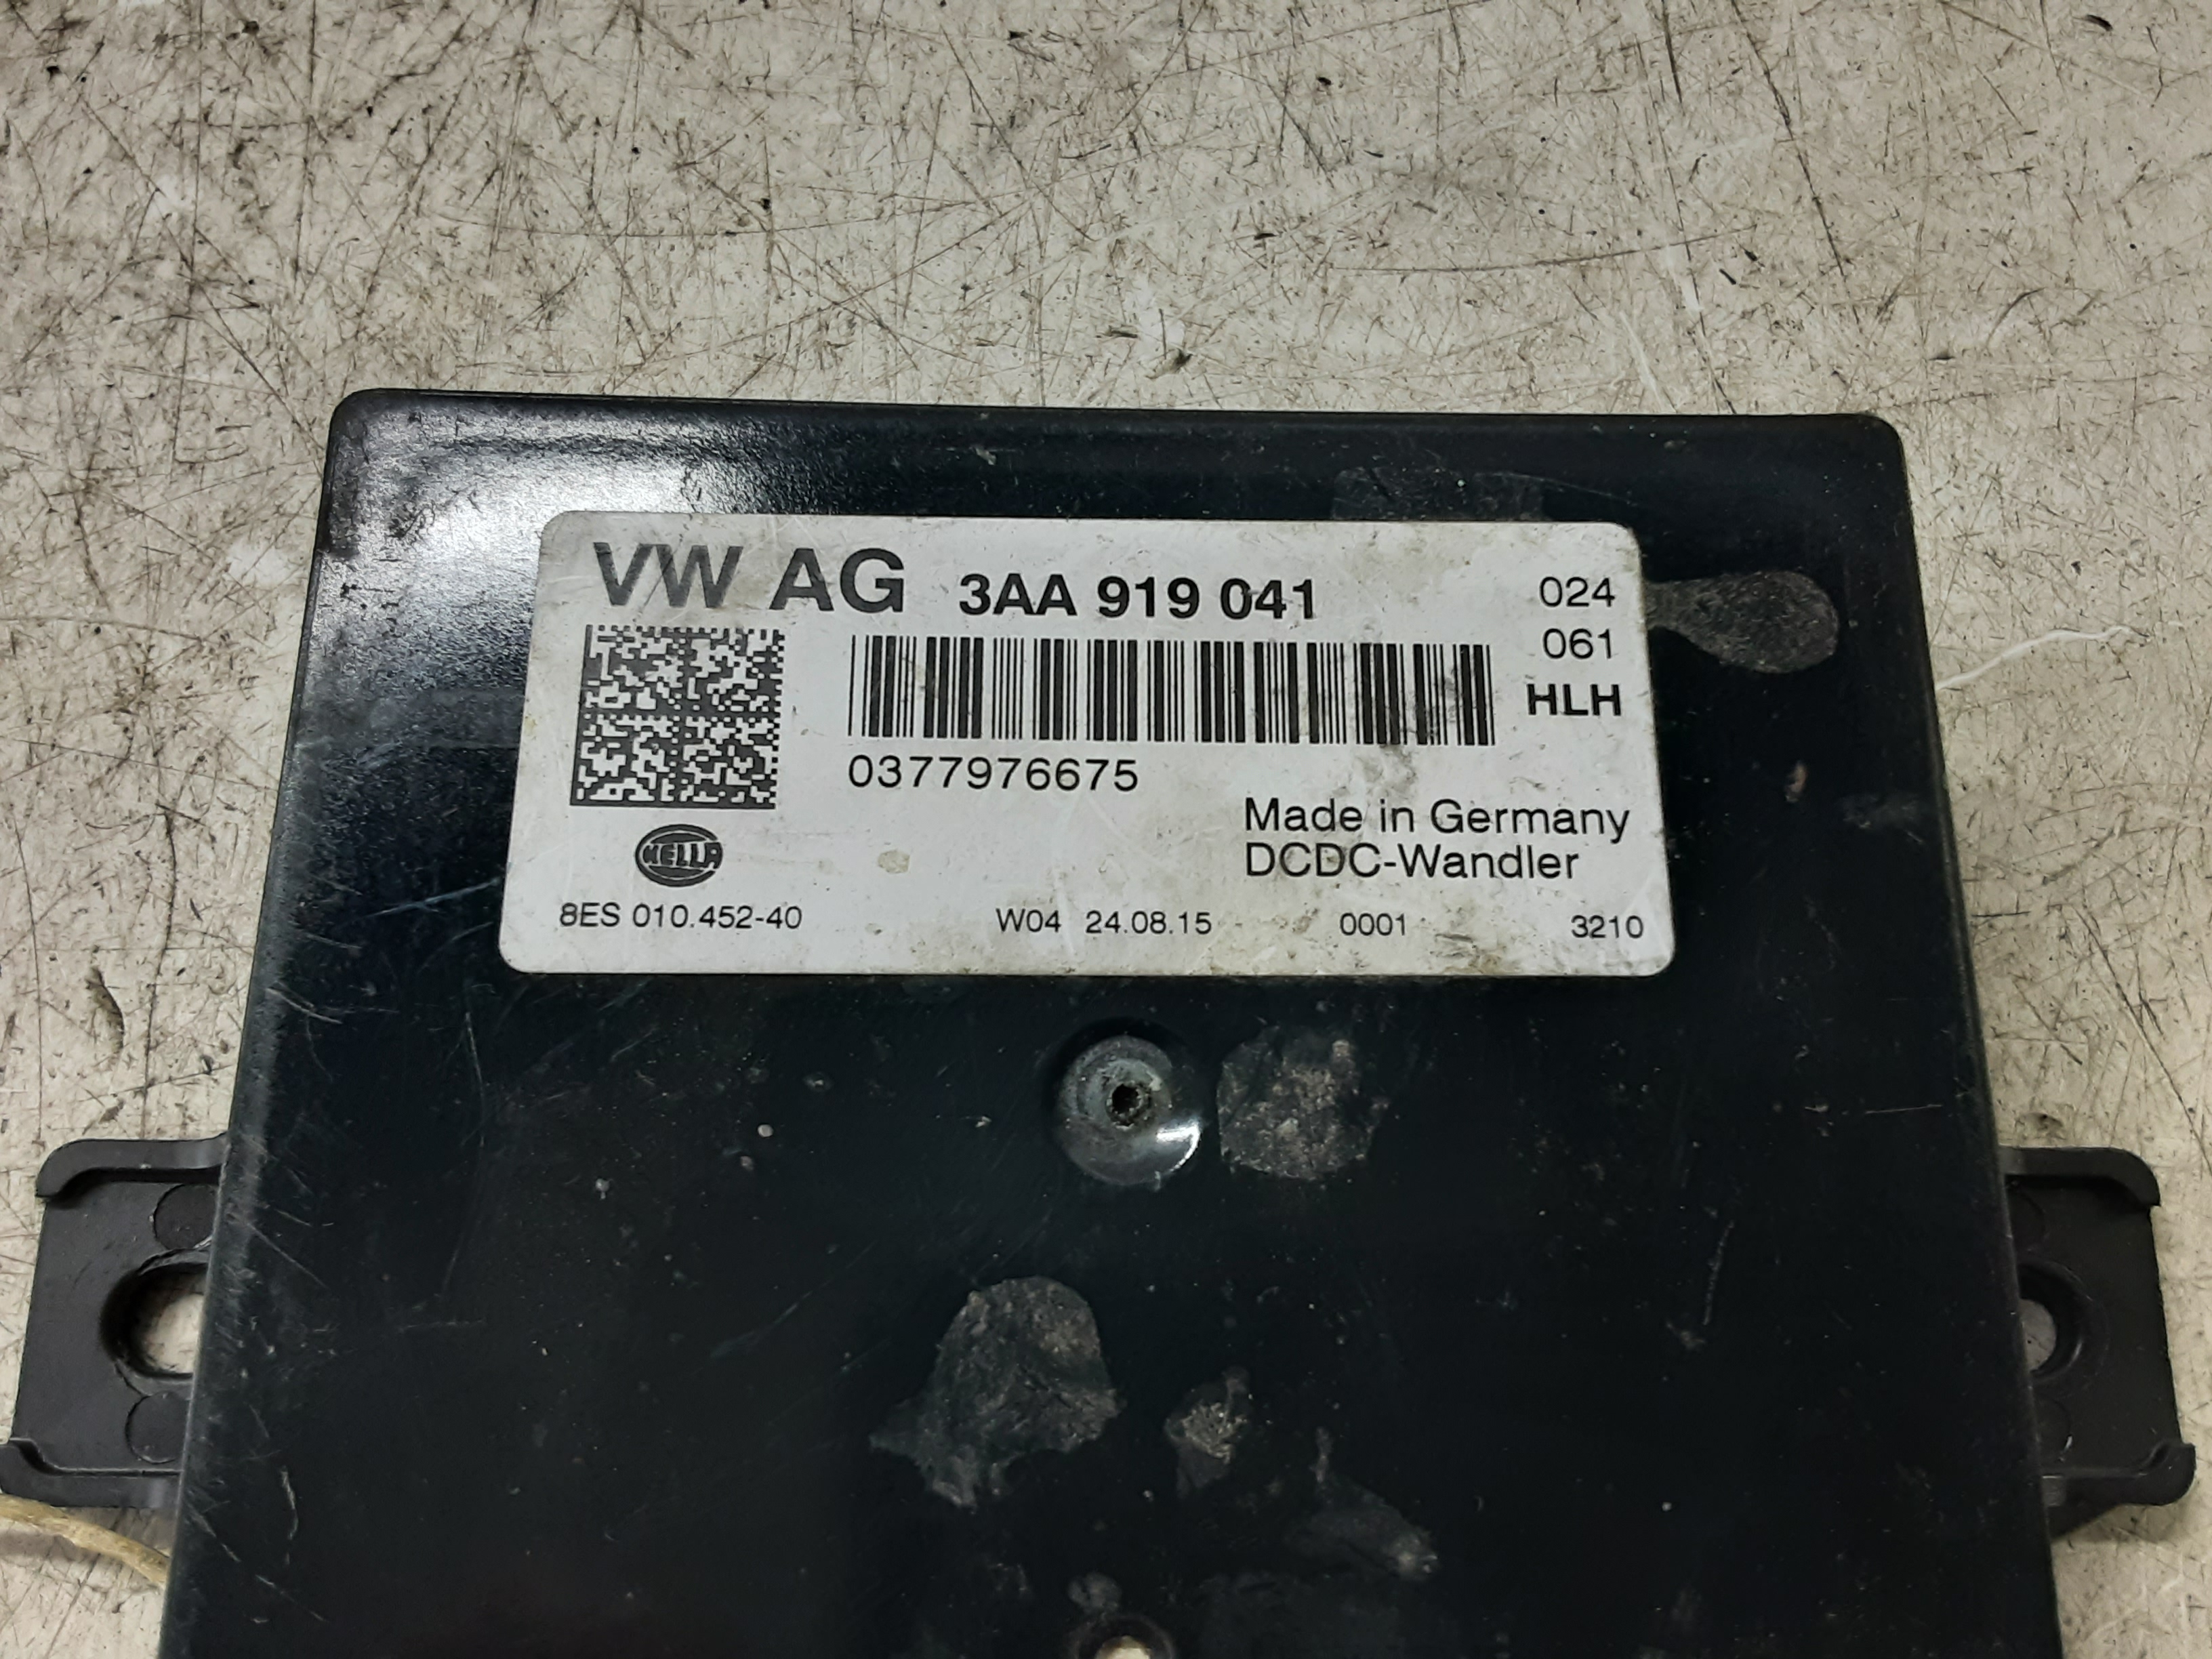 VW AG 3AA 919 041 024
061
HLH
0377976675
Made in Germany
DCDC-Wandler
HELLA
8ES 010.452-40 W04 24.08.15 0001 3210